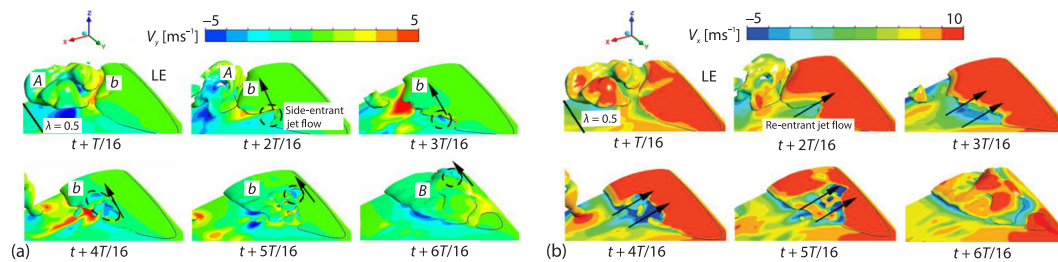 Z
X
Y
V_y [ms⁻¹]
−5
5
A
b
LE
λ = 0.5
t + T/16
A
b
Side-entrant
jet flow
t + 2T/16
b
t + 3T/16
b
t + 4T/16
b
t + 5T/16
B
t + 6T/16
(a)
Z
X
Y
V_x [ms⁻¹]
−5
10
LE
λ = 0.5
t + T/16
Re-entrant jet flow
t + 2T/16
t + 3T/16
t + 4T/16
t + 5T/16
t + 6T/16
(b)